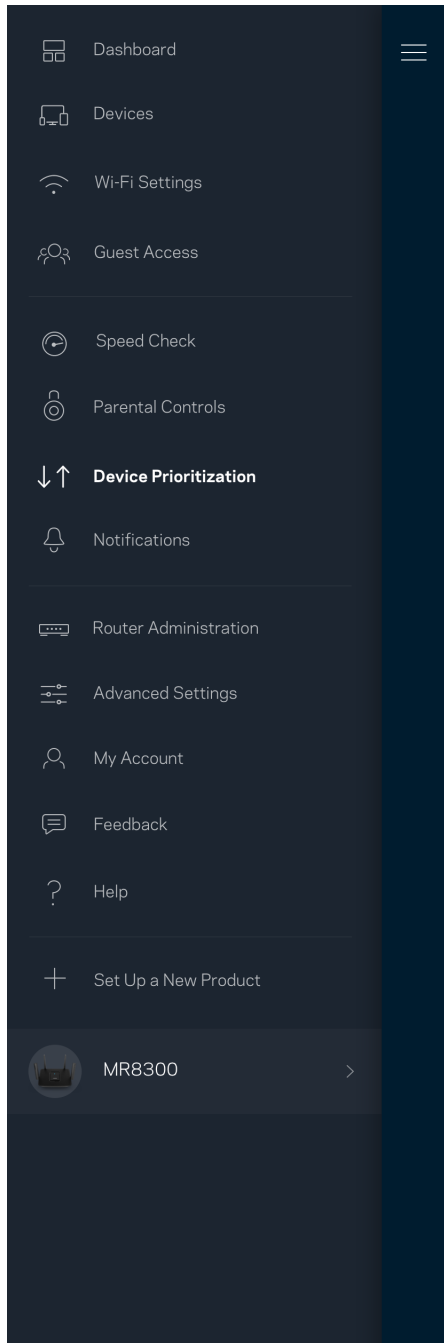 Dashboard
Devices
Wi-Fi Settings
Guest Access
Speed Check
Parental Controls
Device Prioritization
Notifications
Router Administration
Advanced Settings
My Account
Feedback
Help
Set Up a New Product
MR8300